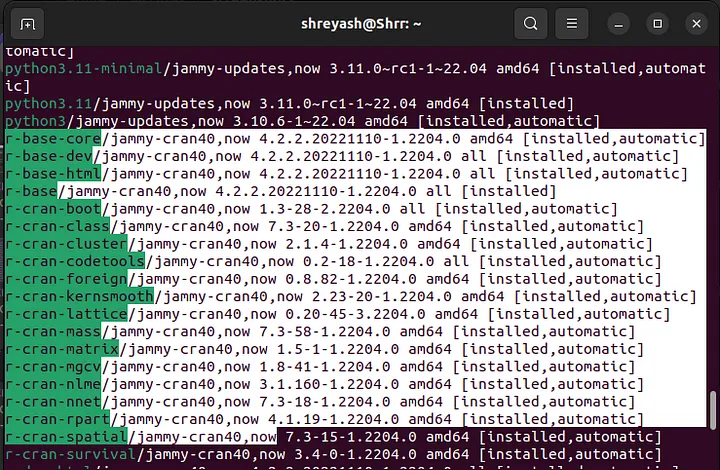 shreyash@Shrr: ~
tomatic]
python3.11-minimal/jammy-updates,now 3.11.0~rc1-1~22.04 amd64 [installed,automat
ic]
python3.11/jammy-updates,now 3.11.0~rc1-1~22.04 amd64 [installed]
python3/jammy-updates,now 3.10.6-1~22.04 amd64 [installed,automatic]
r-base-core/jammy-cran40,now 4.2.2.20221110-1.2204.0 amd64 [installed,automatic]
r-base-dev/jammy-cran40,now 4.2.2.20221110-1.2204.0 all [installed,automatic]
r-base-html/jammy-cran40,now 4.2.2.20221110-1.2204.0 all [installed,automatic]
r-base/jammy-cran40,now 4.2.2.20221110-1.2204.0 all [installed]
r-cran-boot/jammy-cran40,now 1.3-28-2.2204.0 all [installed,automatic]
r-cran-class/jammy-cran40,now 7.3-20-1.2204.0 amd64 [installed,automatic]
r-cran-cluster/jammy-cran40,now 2.1.4-1.2204.0 amd64 [installed,automatic]
r-cran-codetools/jammy-cran40,now 0.2-18-1.2204.0 all [installed,automatic]
r-cran-foreign/jammy-cran40,now 0.8.82-1.2204.0 amd64 [installed,automatic]
r-cran-kernsmooth/jammy-cran40,now 2.23-20-1.2204.0 amd64 [installed,automatic]
r-cran-lattice/jammy-cran40,now 0.20-45-3.2204.0 amd64 [installed,automatic]
r-cran-mass/jammy-cran40,now 7.3-58-1.2204.0 amd64 [installed,automatic]
r-cran-matrix/jammy-cran40,now 1.5-1-1.2204.0 amd64 [installed,automatic]
r-cran-mgcv/jammy-cran40,now 1.8-41-1.2204.0 amd64 [installed,automatic]
r-cran-nlme/jammy-cran40,now 3.1.160-1.2204.0 amd64 [installed,automatic]
r-cran-nnet/jammy-cran40,now 7.3-18-1.2204.0 amd64 [installed,automatic]
r-cran-rpart/jammy-cran40,now 4.1.19-1.2204.0 amd64 [installed,automatic]
r-cran-spatial/jammy-cran40,now 7.3-15-1.2204.0 amd64 [installed,automatic]
r-cran-survival/jammy-cran40,now 3.4-0-1.2204.0 amd64 [installed,automatic]